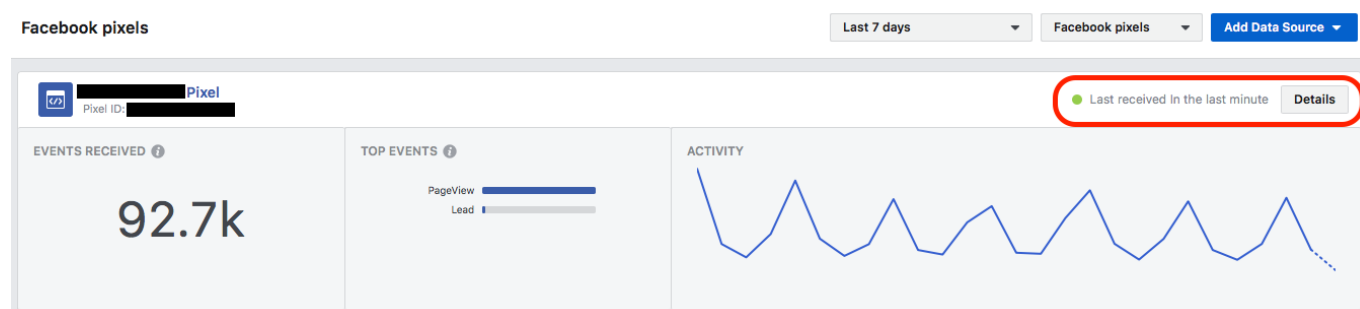 Facebook pixels
Last 7 days
Facebook pixels
Add Data Source
Pixel
Pixel ID:
Last received In the last minute
Details
EVENTS RECEIVED
TOP EVENTS
ACTIVITY
PageView
Lead
92.7k